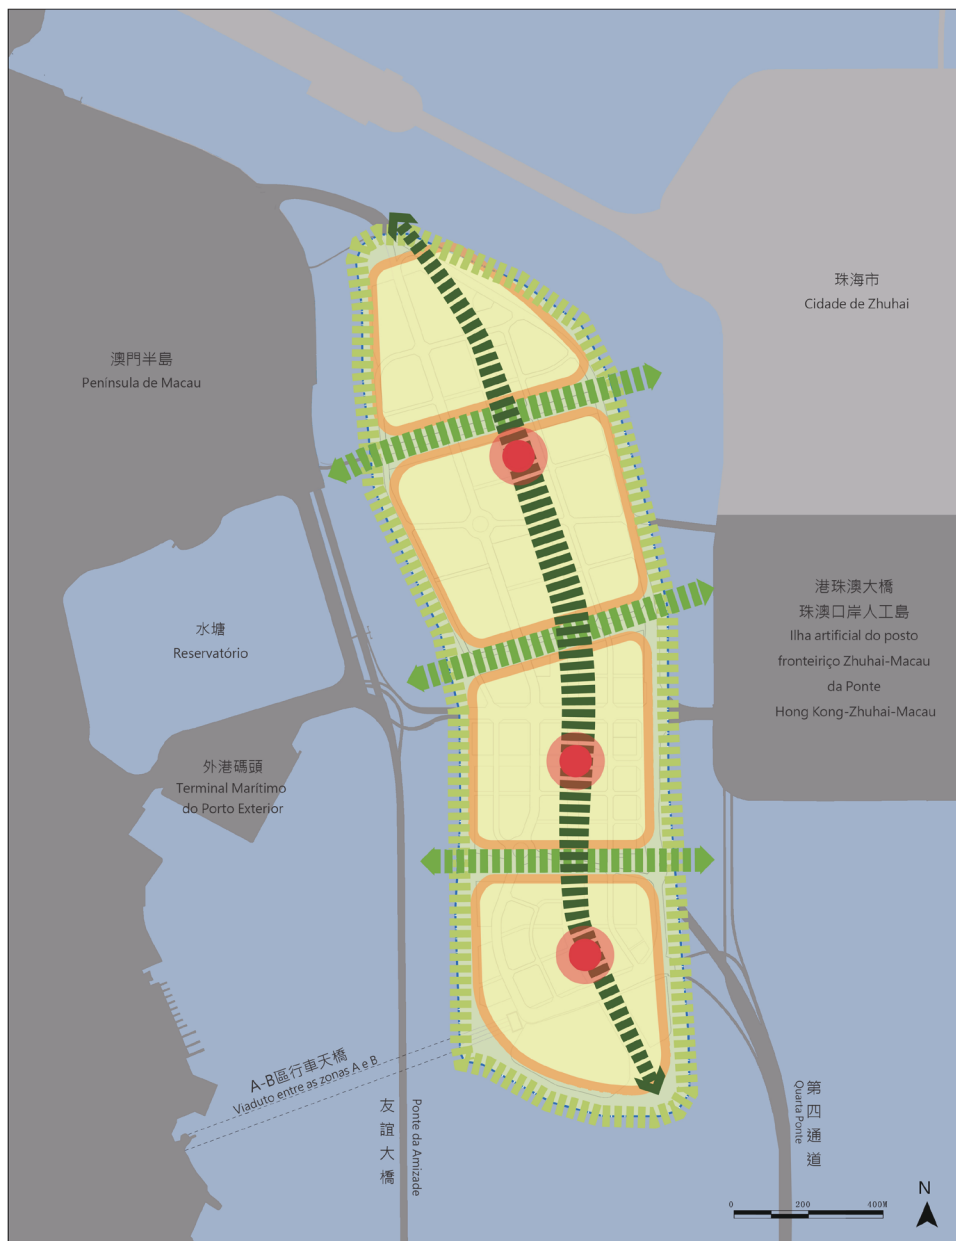 珠海市
Cidade de Zhuhai
澳門半島
Península de Macau
港珠澳大橋
珠澳口岸人工島
Ilha artificial do posto
fronteiriço Zhuhai-Macau
da Ponte
Hong Kong-Zhuhai-Macau
水塘
Reservatório
外港碼頭
Terminal Marítimo
do Porto Exterior
A-B區行車天橋
Viaduto entre as zonas A e B
友誼大橋
Ponte da Amizade
第四通道
Quarta Ponte
N
0 200 400M